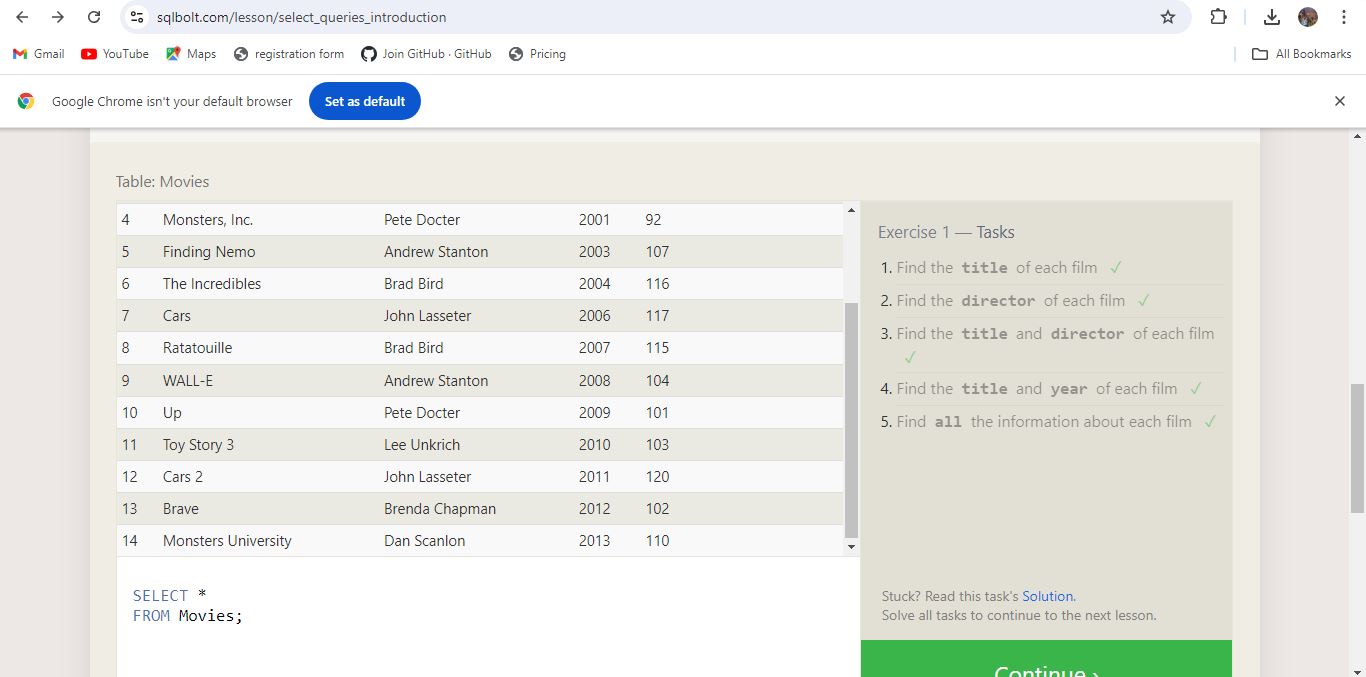 sqlbolt.com/lesson/select_queries_introduction
Gmail YouTube Maps registration form Join GitHub · GitHub Pricing All Bookmarks
Google Chrome isn't your default browser Set as default
Table: Movies
4 Monsters, Inc. Pete Docter 2001 92
5 Finding Nemo Andrew Stanton 2003 107
6 The Incredibles Brad Bird 2004 116
7 Cars John Lasseter 2006 117
8 Ratatouille Brad Bird 2007 115
9 WALL-E Andrew Stanton 2008 104
10 Up Pete Docter 2009 101
11 Toy Story 3 Lee Unkrich 2010 103
12 Cars 2 John Lasseter 2011 120
13 Brave Brenda Chapman 2012 102
14 Monsters University Dan Scanlon 2013 110
SELECT *
FROM Movies;
Exercise 1 — Tasks
1. Find the title of each film ✓
2. Find the director of each film ✓
3. Find the title and director of each film
✓
4. Find the title and year of each film ✓
5. Find all the information about each film ✓
Stuck? Read this task's Solution.
Solve all tasks to continue to the next lesson.
Continue ›